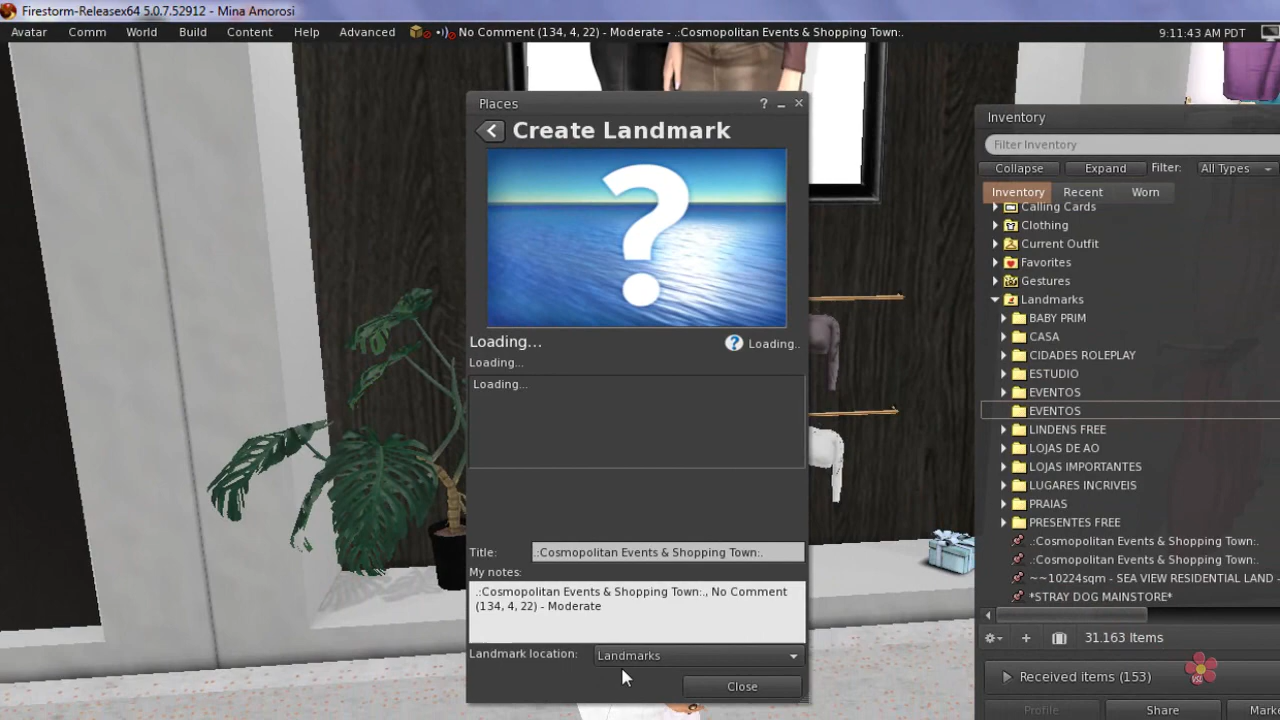 Firestorm-Releasex64 5.0.7.52912 - Mina Amorosi
Avatar Comm World Build Content Help Advanced No Comment (134, 4, 22) - Moderate - .:Cosmopolitan Events & Shopping Town:. 9:11:43 AM PDT
Places ?
Create Landmark
?
Loading...
? Loading..
Loading...
Loading...
Title: .:Cosmopolitan Events & Shopping Town:.
My notes:
.:Cosmopolitan Events & Shopping Town:., No Comment
(134, 4, 22) - Moderate
Landmark location: Landmarks
Close
Inventory
Filter Inventory
Collapse Expand Filter: All Types
Inventory Recent Worn
Calling Cards
Clothing
Current Outfit
Favorites
Gestures
Landmarks
BABY PRIM
CASA
CIDADES ROLEPLAY
ESTUDIO
EVENTOS
EVENTOS
LINDENS FREE
LOJAS DE AO
LOJAS IMPORTANTES
LUGARES INCRIVEIS
PRAIAS
PRESENTES FREE
.:Cosmopolitan Events & Shopping Town:.
.:Cosmopolitan Events & Shopping Town:.
~~10224sqm - SEA VIEW RESIDENTIAL LAND -
*STRAY DOG MAINSTORE*
31.163 Items
Received items (153)
Profile Share Mark